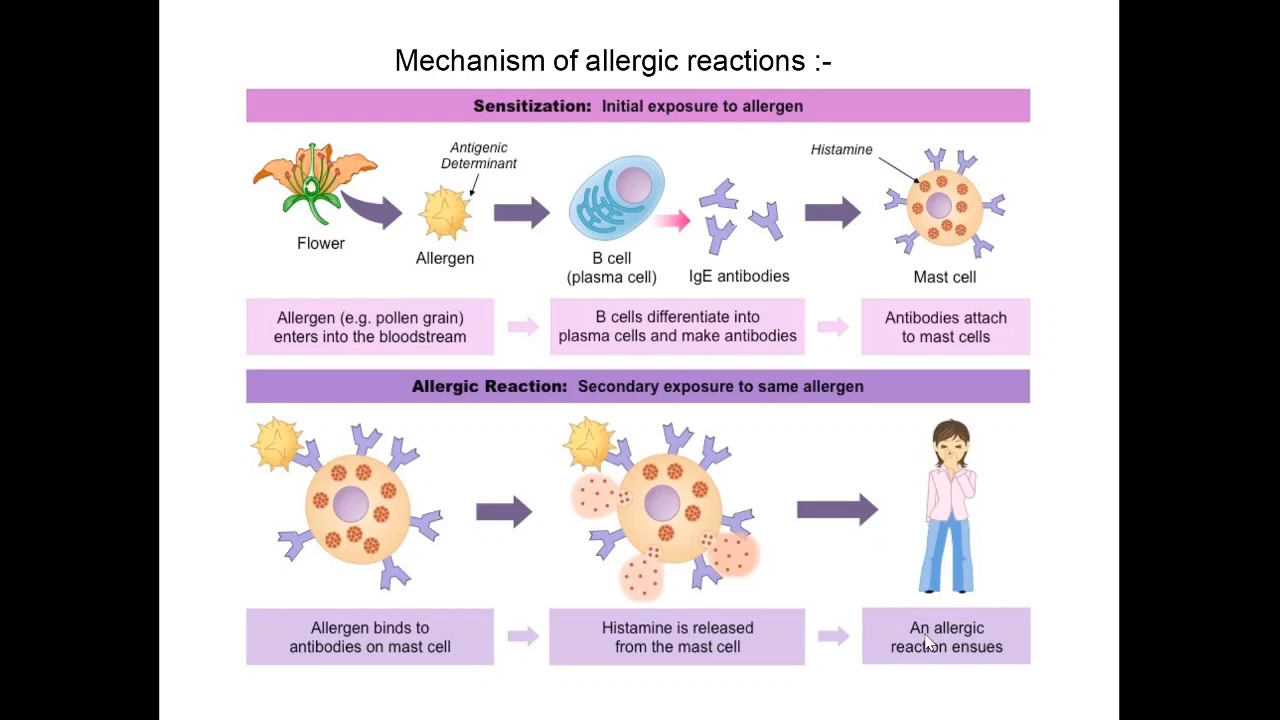 Mechanism of allergic reactions :-
Sensitization: Initial exposure to allergen
Antigenic
Determinant
Histamine
Flower
Allergen
B cell
(plasma cell)
IgE antibodies
Mast cell
Allergen (e.g. pollen grain)
enters into the bloodstream
B cells differentiate into
plasma cells and make antibodies
Antibodies attach
to mast cells
Allergic Reaction: Secondary exposure to same allergen
Allergen binds to
antibodies on mast cell
Histamine is released
from the mast cell
An allergic
reaction ensues